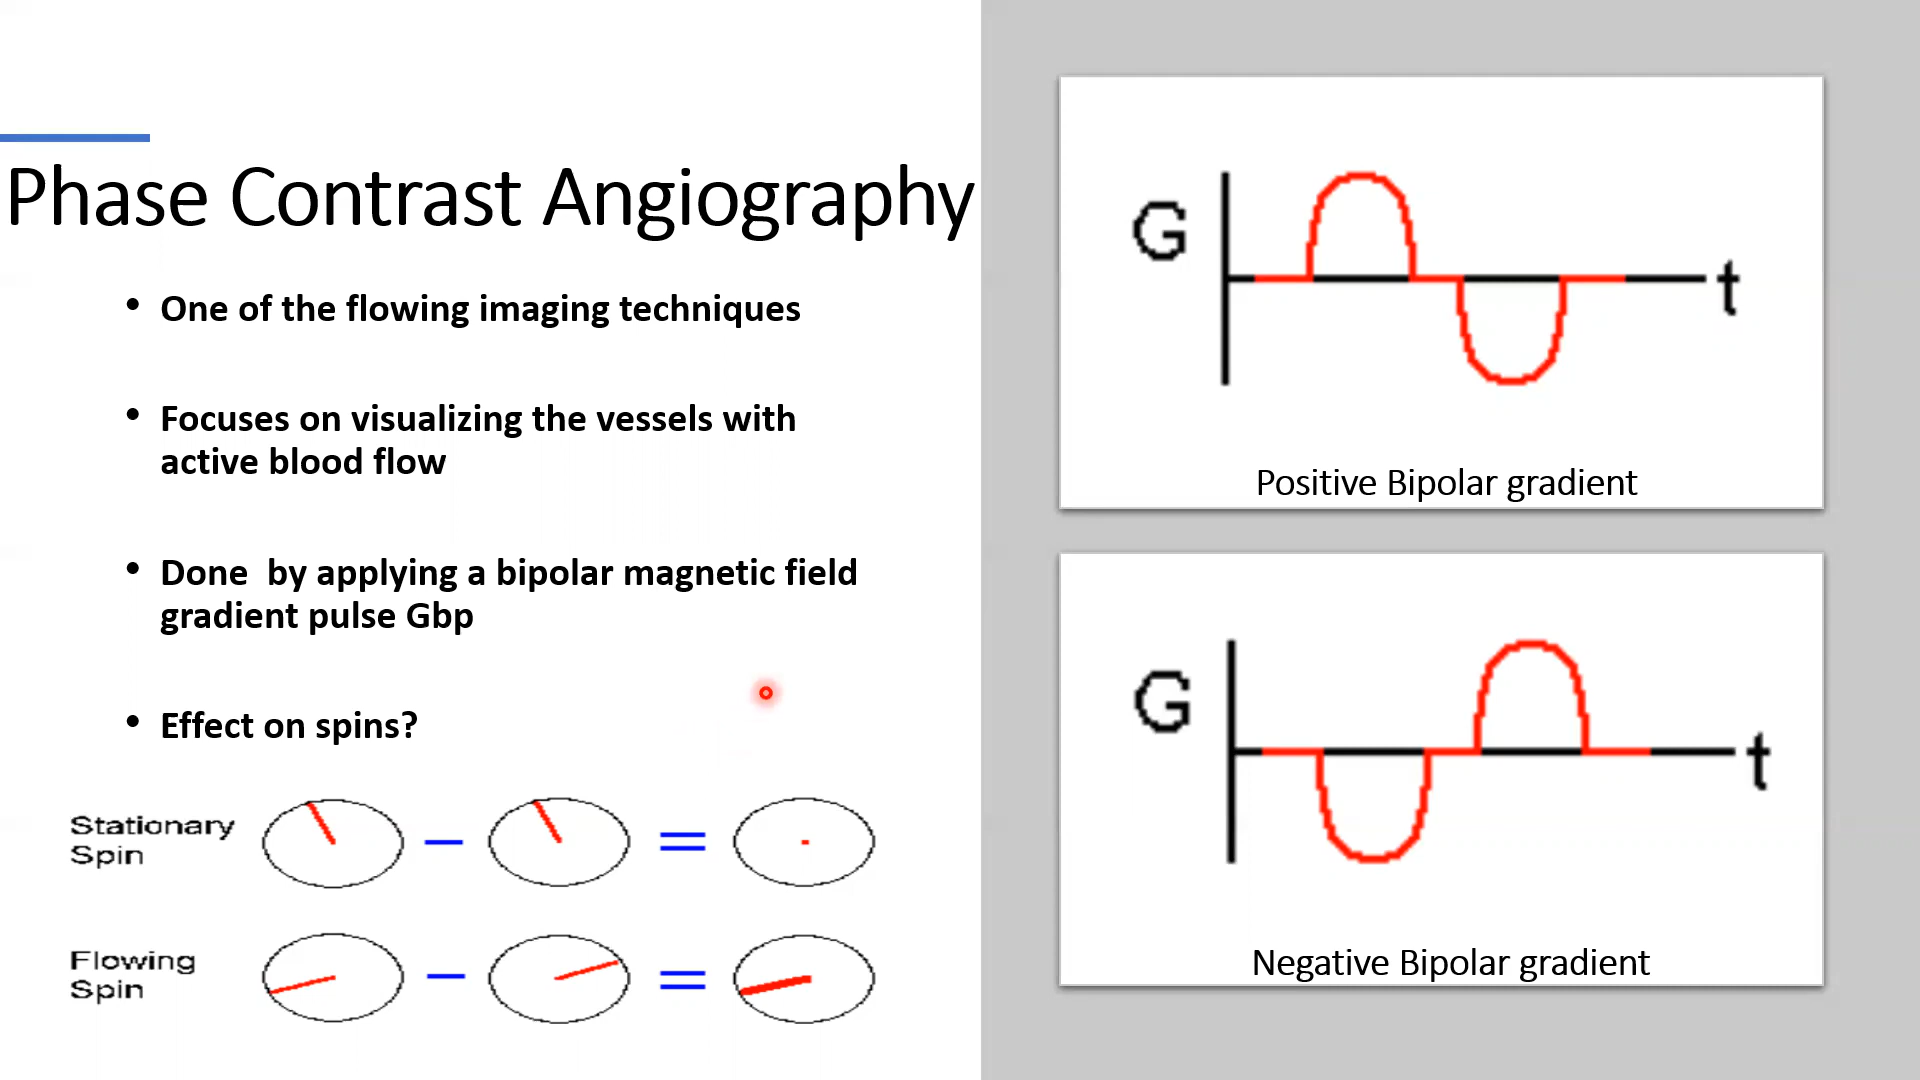 Phase Contrast Angiography
• One of the flowing imaging techniques
• Focuses on visualizing the vessels with
active blood flow
• Done  by applying a bipolar magnetic field
gradient pulse Gbp
• Effect on spins?
Stationary
Spin
Flowing
Spin
G
t
Positive Bipolar gradient
G
t
Negative Bipolar gradient